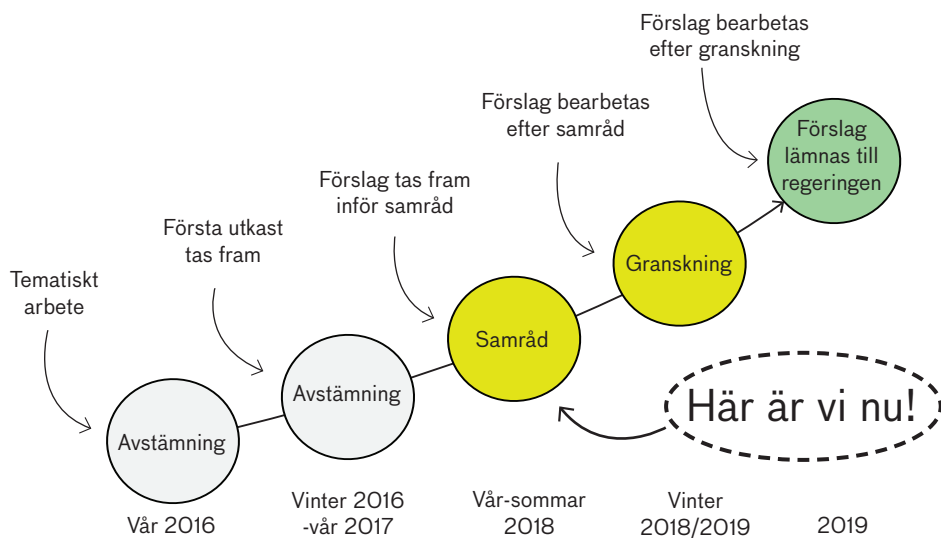 Förslag bearbetas
efter granskning
Förslag bearbetas
efter samråd
Förslag
lämnas till
regeringen
Förslag tas fram
inför samråd
Första utkast
tas fram
Tematiskt
arbete
Granskning
Samråd
Avstämning
Avstämning
Här är vi nu!
Vår 2016
Vinter 2016
-vår 2017
Vår-sommar
2018
Vinter
2018/2019
2019